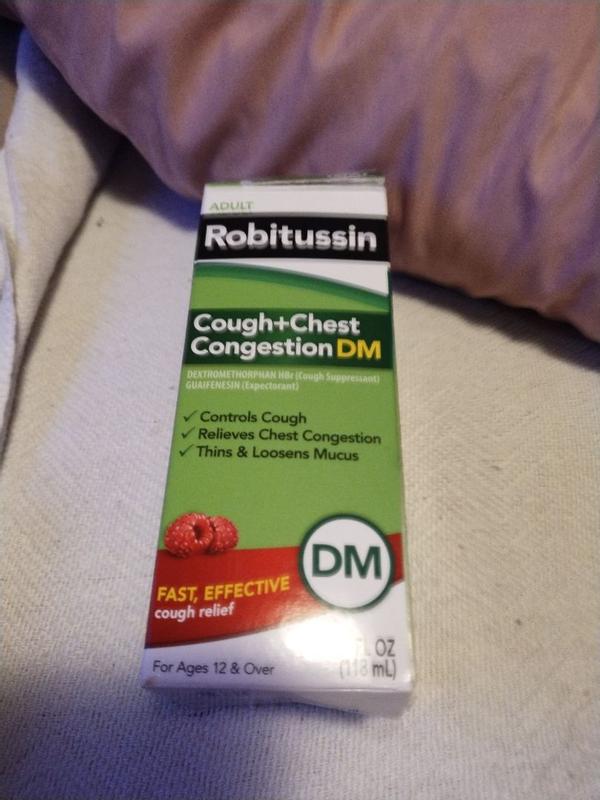 ADULT
Robitussin
Cough+Chest
Congestion DM
DEXTROMETHORPHAN HBr (Cough Suppressant)
GUAIFENESIN (Expectorant)
✓ Controls Cough
✓ Relieves Chest Congestion
✓ Thins & Loosens Mucus
DM
FAST, EFFECTIVE
cough relief
FL OZ
(118 mL)
For Ages 12 & Over